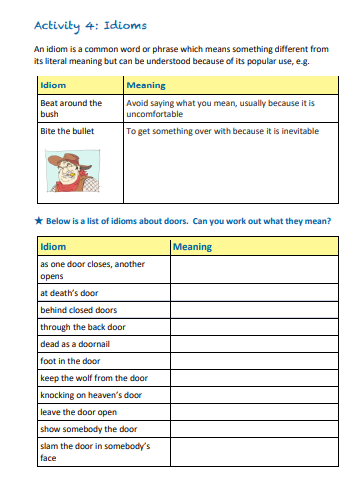 Activity 4: Idioms
An idiom is a common word or phrase which means something different from
its literal meaning but can be understood because of its popular use, e.g.
Idiom Meaning
Beat around the
bush
Avoid saying what you mean, usually because it is
uncomfortable
Bite the bullet
To get something over with because it is inevitable
★ Below is a list of idioms about doors. Can you work out what they mean?
Idiom Meaning
as one door closes, another
opens
at death's door
behind closed doors
through the back door
dead as a doornail
foot in the door
keep the wolf from the door
knocking on heaven's door
leave the door open
show somebody the door
slam the door in somebody's
face